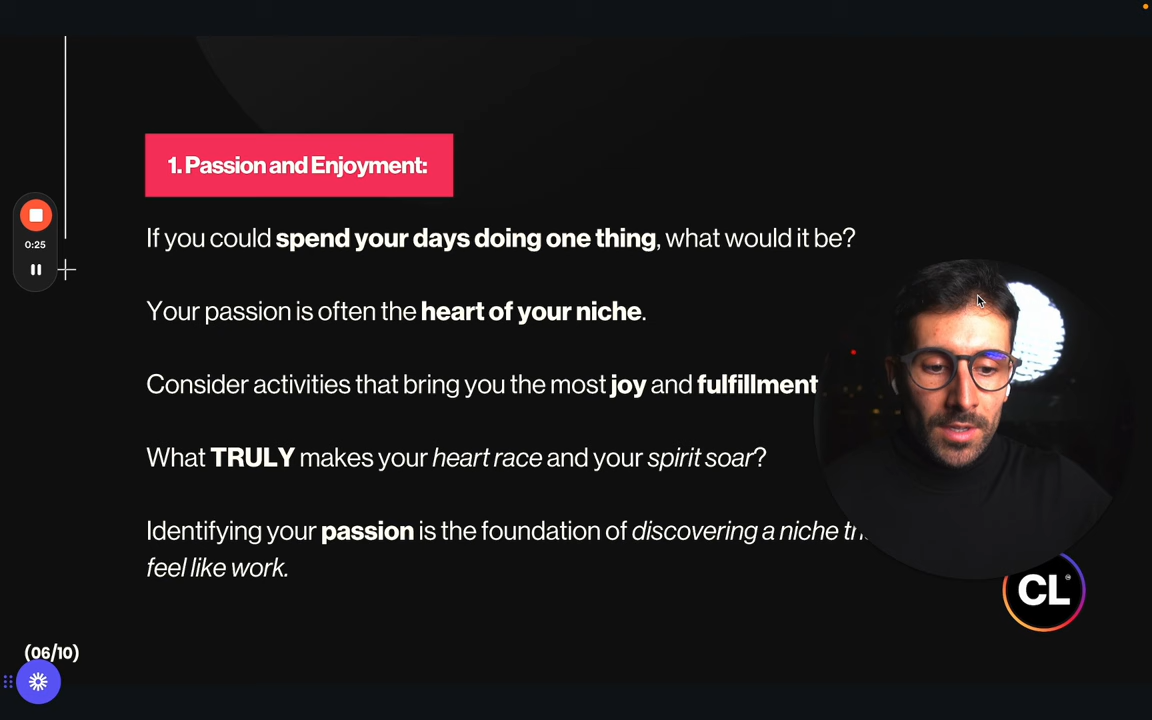 1. Passion and Enjoyment:
If you could spend your days doing one thing, what would it be?
0:25
Your passion is often the heart of your niche.
Consider activities that bring you the most joy and fulfillment
What TRULY makes your heart race and your spirit soar?
Identifying your passion is the foundation of discovering a niche
feel like work.
CL
(06/10)